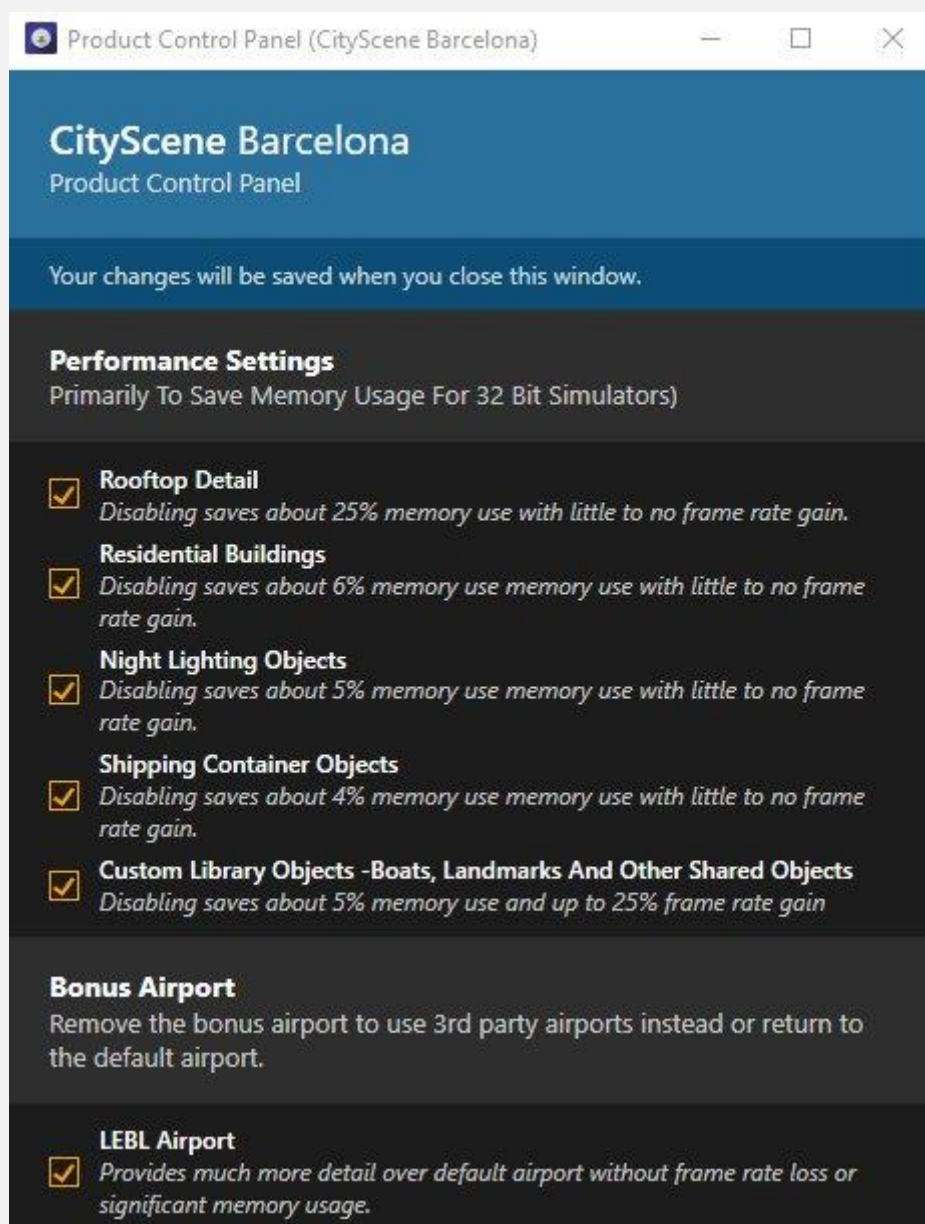 Product Control Panel (CityScene Barcelona)
CityScene Barcelona
Product Control Panel
Your changes will be saved when you close this window.
Performance Settings
Primarily To Save Memory Usage For 32 Bit Simulators)
Rooftop Detail
Disabling saves about 25% memory use with little to no frame rate gain.
Residential Buildings
Disabling saves about 6% memory use memory use with little to no frame
rate gain.
Night Lighting Objects
Disabling saves about 5% memory use memory use with little to no frame
rate gain.
Shipping Container Objects
Disabling saves about 4% memory use memory use with little to no frame
rate gain.
Custom Library Objects -Boats, Landmarks And Other Shared Objects
Disabling saves about 5% memory use and up to 25% frame rate gain
Bonus Airport
Remove the bonus airport to use 3rd party airports instead or return to
the default airport.
LEBL Airport
Provides much more detail over default airport without frame rate loss or
significant memory usage.